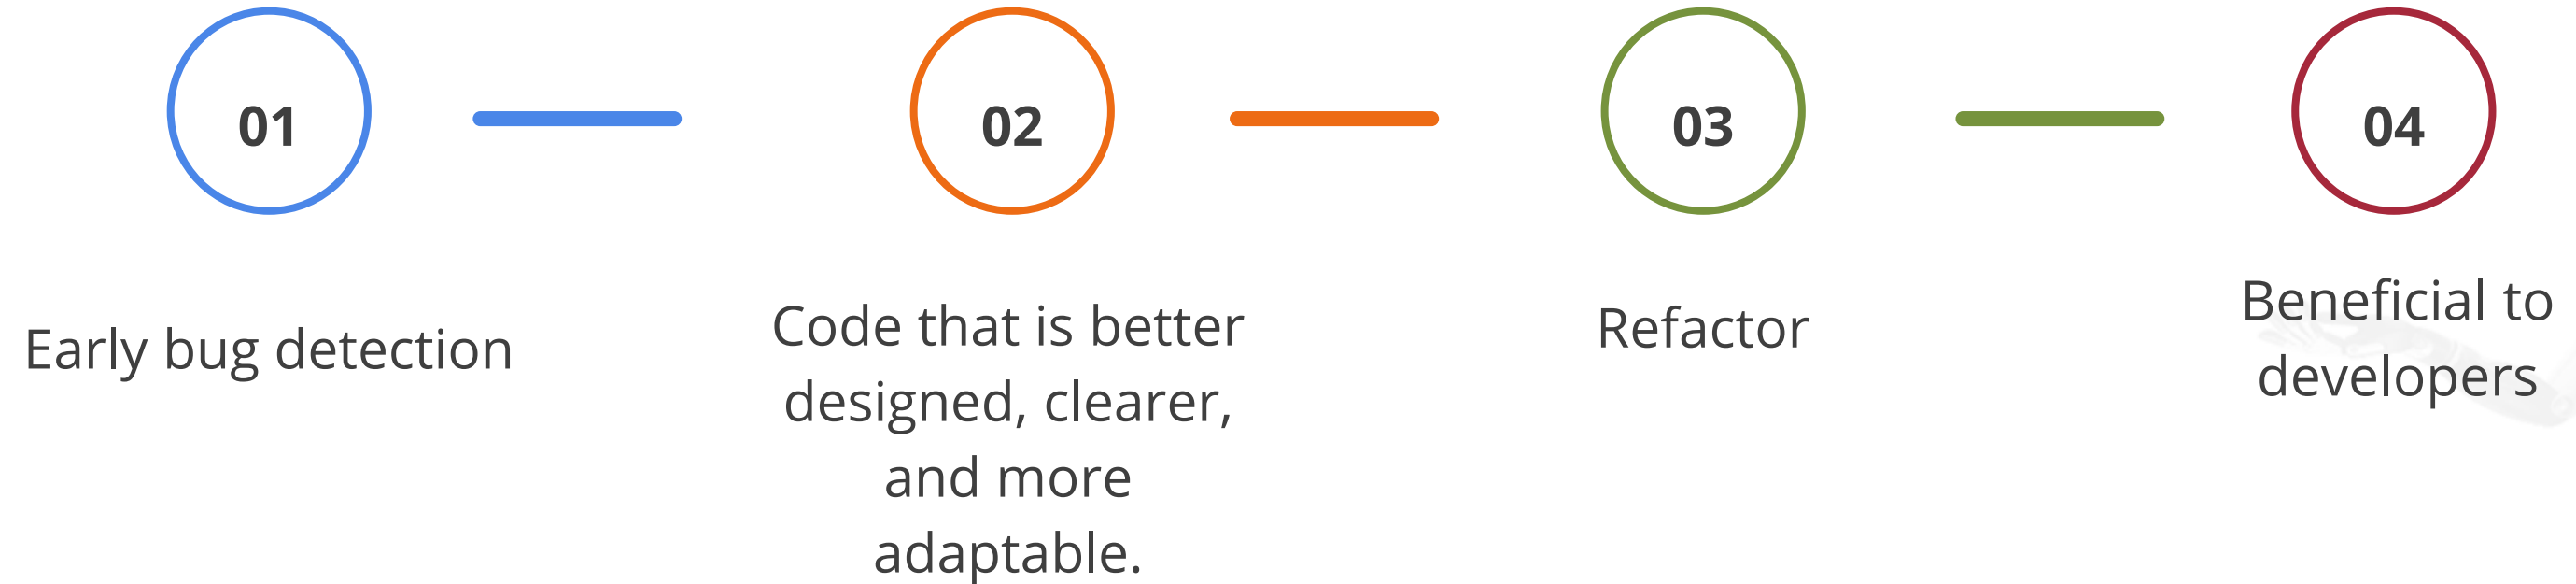 01
02
03
04
Early bug detection
Code that is better
designed, clearer,
and more
adaptable.
Refactor
Beneficial to
developers